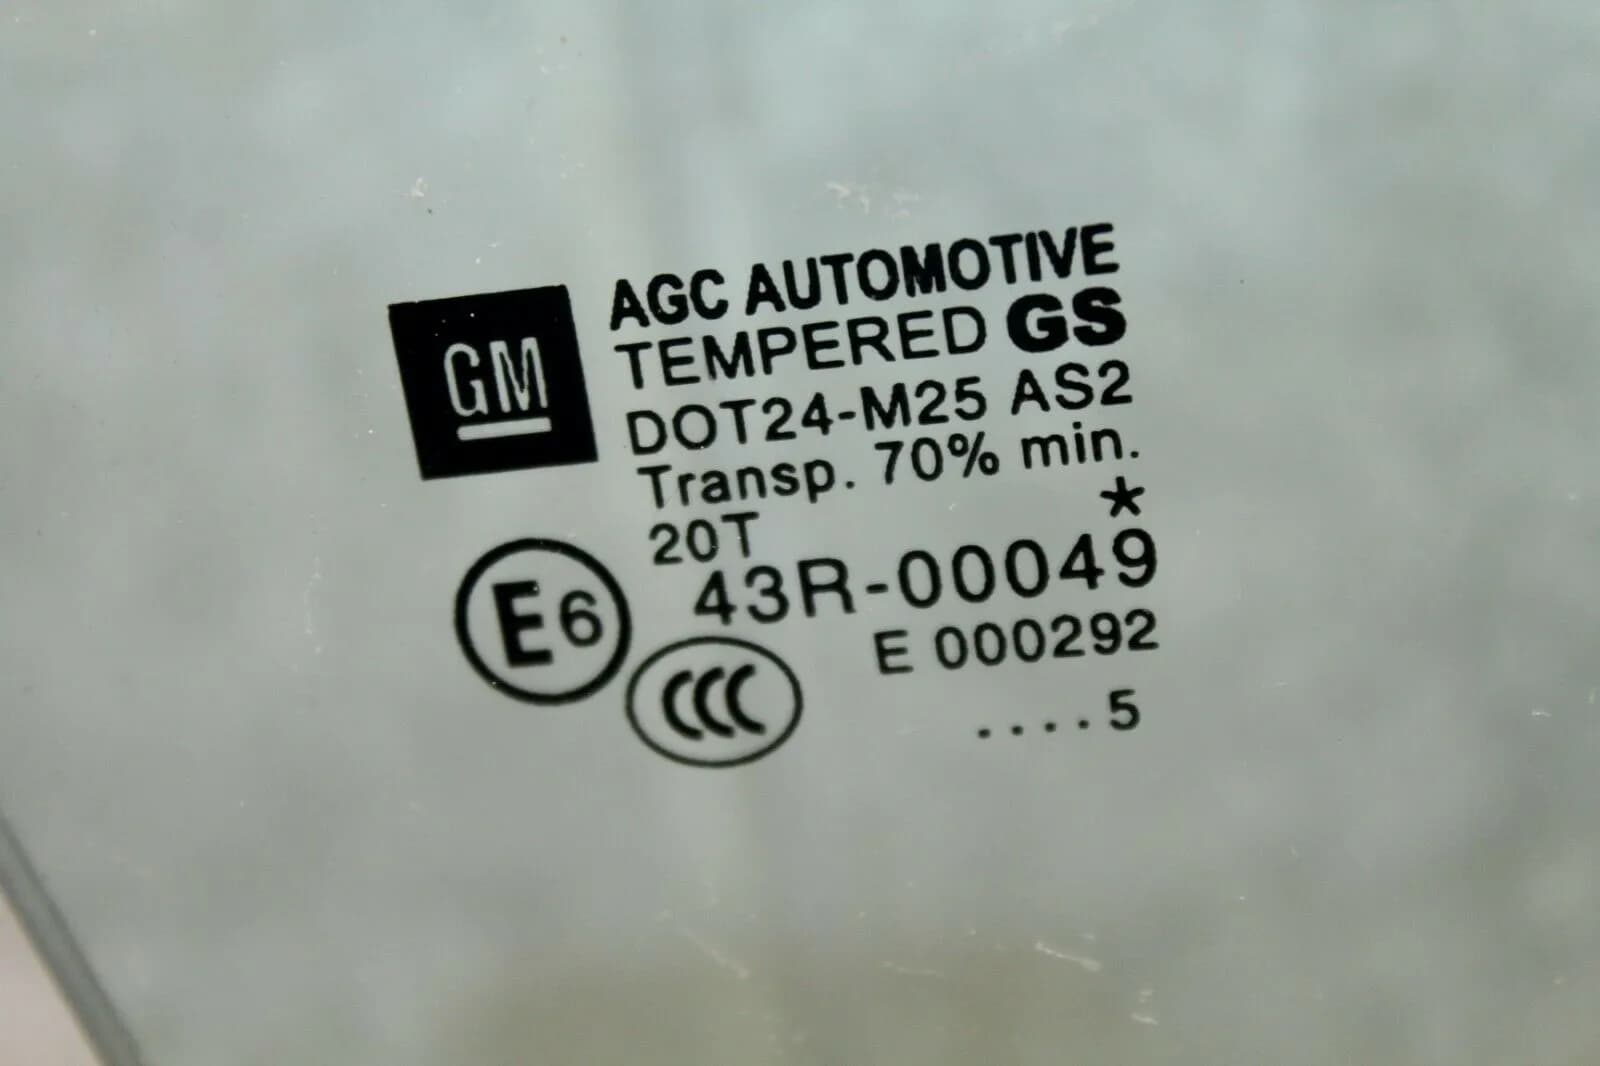 GM
AGC AUTOMOTIVE
TEMPERED GS
DOT24-M25 AS2
Transp. 70% min.
20T *
E6 43R-00049
CCC E 000292
....5